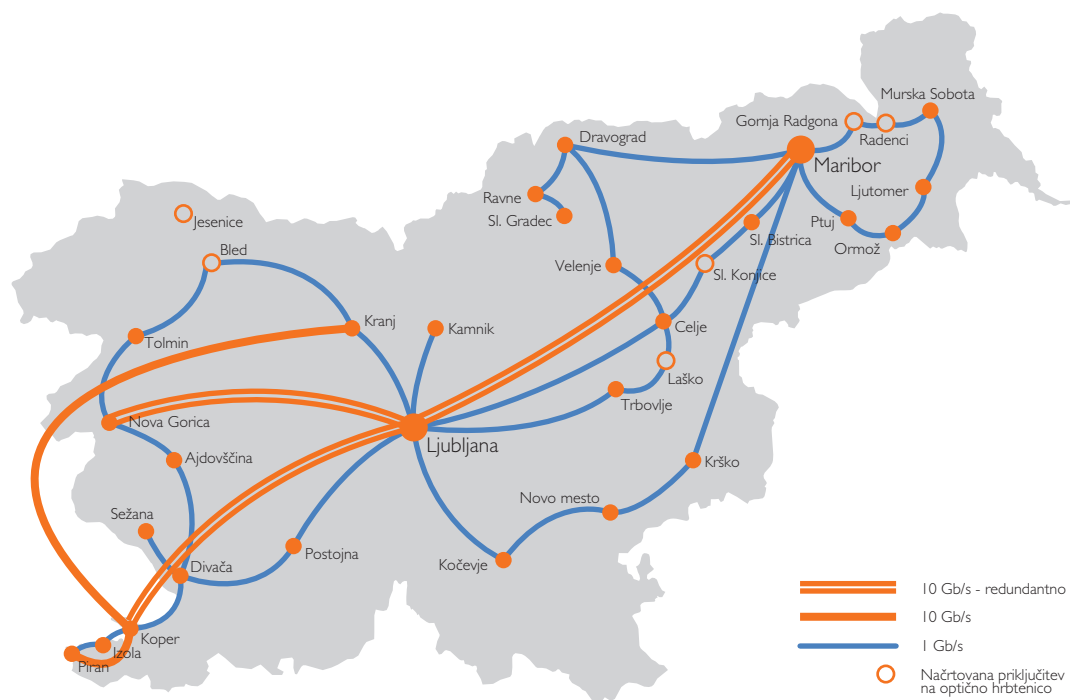 Murska Sobota
Gornja Radgona
Radenci
Dravograd
Maribor
Ljutomer
Ravne
Ptuj
Sl. Gradec
Jesenice
Sl. Bistrica
Ormož
Bled
Velenje
Sl. Konjice
Kranj
Kamnik
Celje
Tolmin
Laško
Trbovlje
Nova Gorica
Ljubljana
Ajdovščina
Krško
Novo mesto
Sežana
Postojna
Divača
Kočevje
10 Gb/s - redundantno
10 Gb/s
Koper
Izola
1 Gb/s
Piran
Načrtovana priključitev
na optično hrbtenico